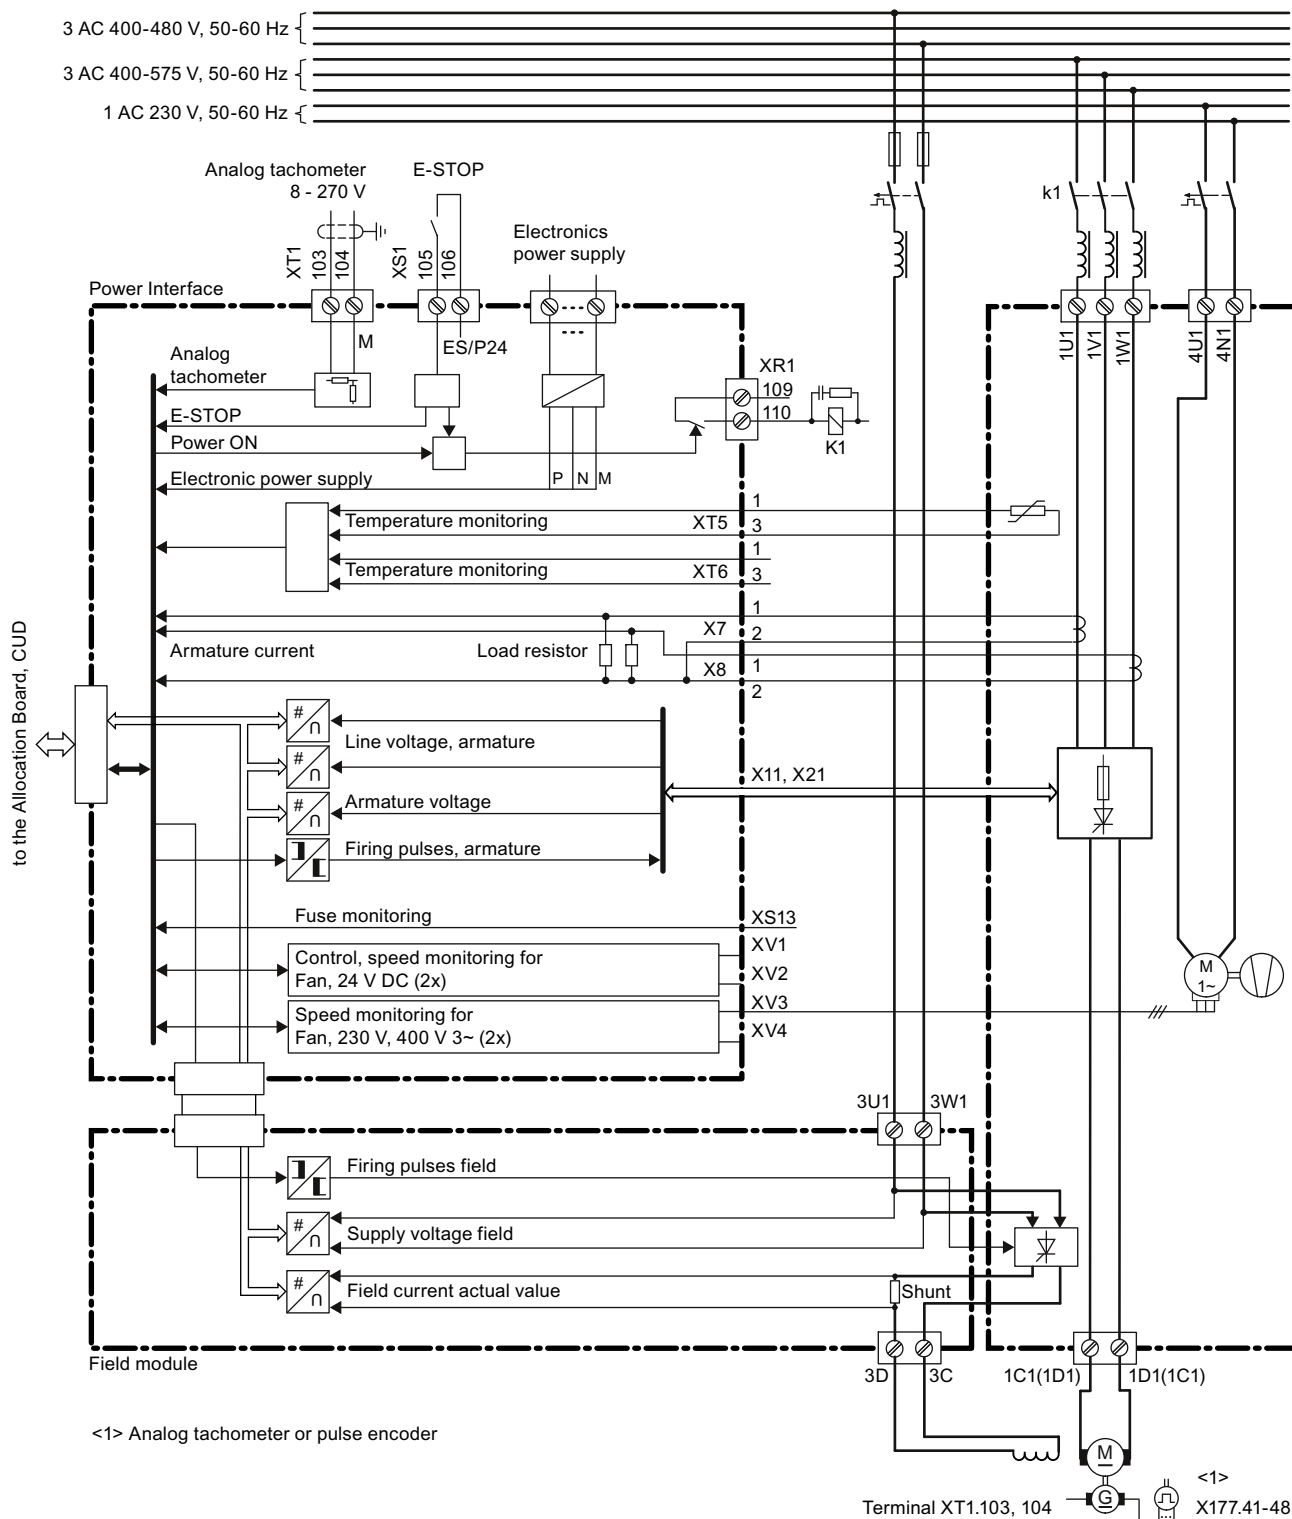 3 AC 400-480 V, 50-60 Hz
3 AC 400-575 V, 50-60 Hz
1 AC 230 V, 50-60 Hz
Analog tachometer
8 - 270 V
E-STOP
k1
XT1
103
104
XS1
105
106
Electronics
power supply
Power Interface
M
ES/P24
1U1
1V1
1W1
4U1
4N1
Analog
tachometer
XR1
109
110
K1
E-STOP
Power ON
Electronic power supply
P
N
M
1
Temperature monitoring
XT5
3
1
Temperature monitoring
XT6
3
1
X7
2
Armature current
Load resistor
1
X8
2
to the Allocation Board, CUD
#
∩
Line voltage, armature
#
∩
X11, X21
#
∩
Armature voltage
Firing pulses, armature
Fuse monitoring
XS13
XV1
Control, speed monitoring for
Fan, 24 V DC (2x)
XV2
M
1~
XV3
Speed monitoring for
Fan, 230 V, 400 V 3~ (2x)
XV4
3U1
3W1
Firing pulses field
#
∩
Supply voltage field
#
∩
Field current actual value
Shunt
Field module
3D
3C
1C1(1D1)
1D1(1C1)
<1> Analog tachometer or pulse encoder
M
<1>
Terminal XT1.103, 104
G
X177.41-48